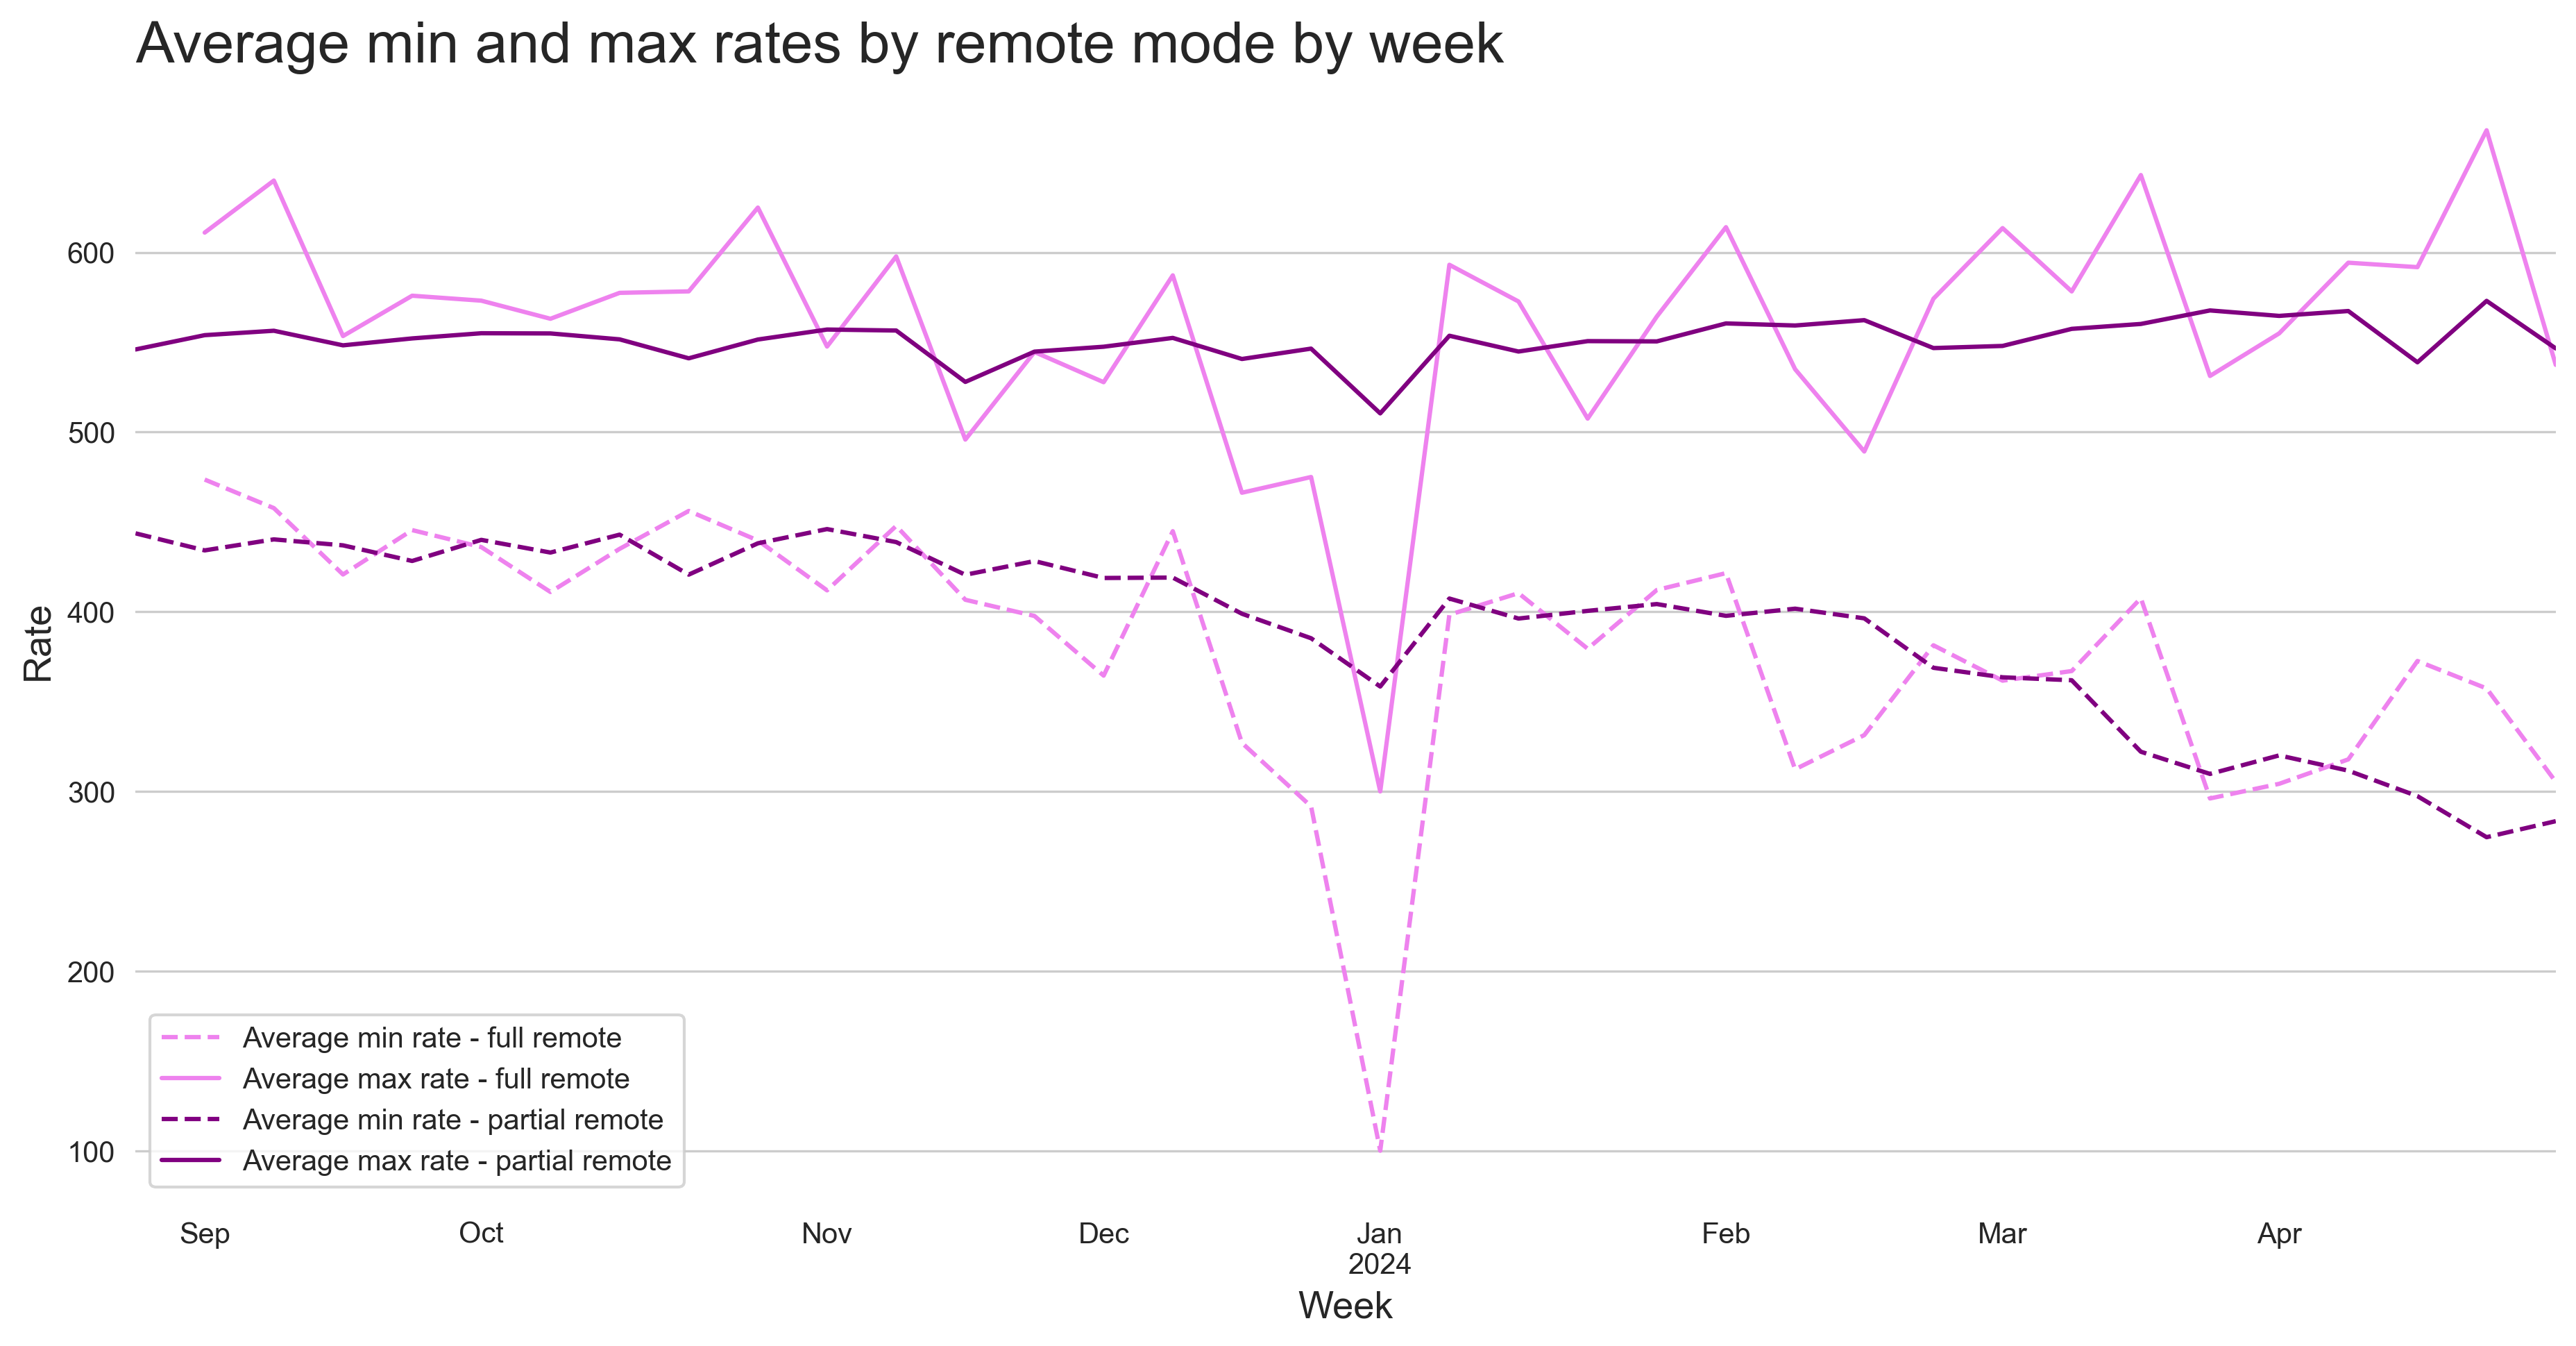 Average min and max rates by remote mode by week
600
500
400
300
200
100
Rate
Average min rate - full remote
Average max rate - full remote
Average min rate - partial remote
Average max rate - partial remote
Sep Oct Nov Dec Jan Feb Mar Apr
2024
Week